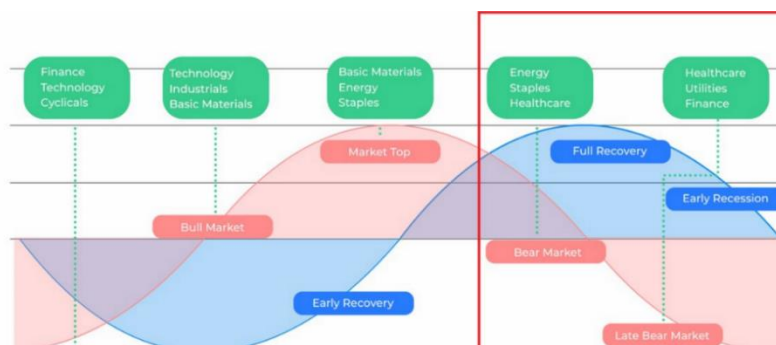 Finance
Technology
Cyclicals
Technology
Industrials
Basic Materials
Basic Materials
Energy
Staples
Energy
Staples
Healthcare
Healthcare
Utilities
Finance
Market Top
Full Recovery
Early Recession
Bull Market
Bear Market
Early Recovery
Late Bear Market